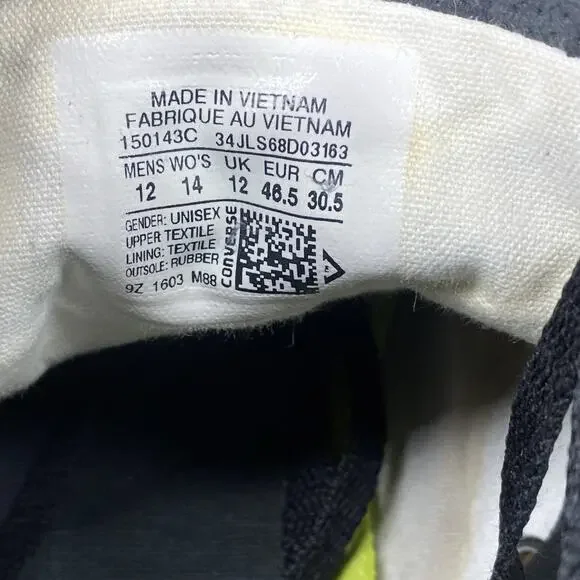 MADE IN VIETNAM
FABRIQUE AU VIETNAM
150143C 34JLS68D03163
MENS WO'S UK EUR CM
12 14 12 46.5 30.5
GENDER: UNISEX
UPPER TEXTILE
LINING: TEXTILE
OUTSOLE: RUBBER
9Z 1603 M88
CONVERSE